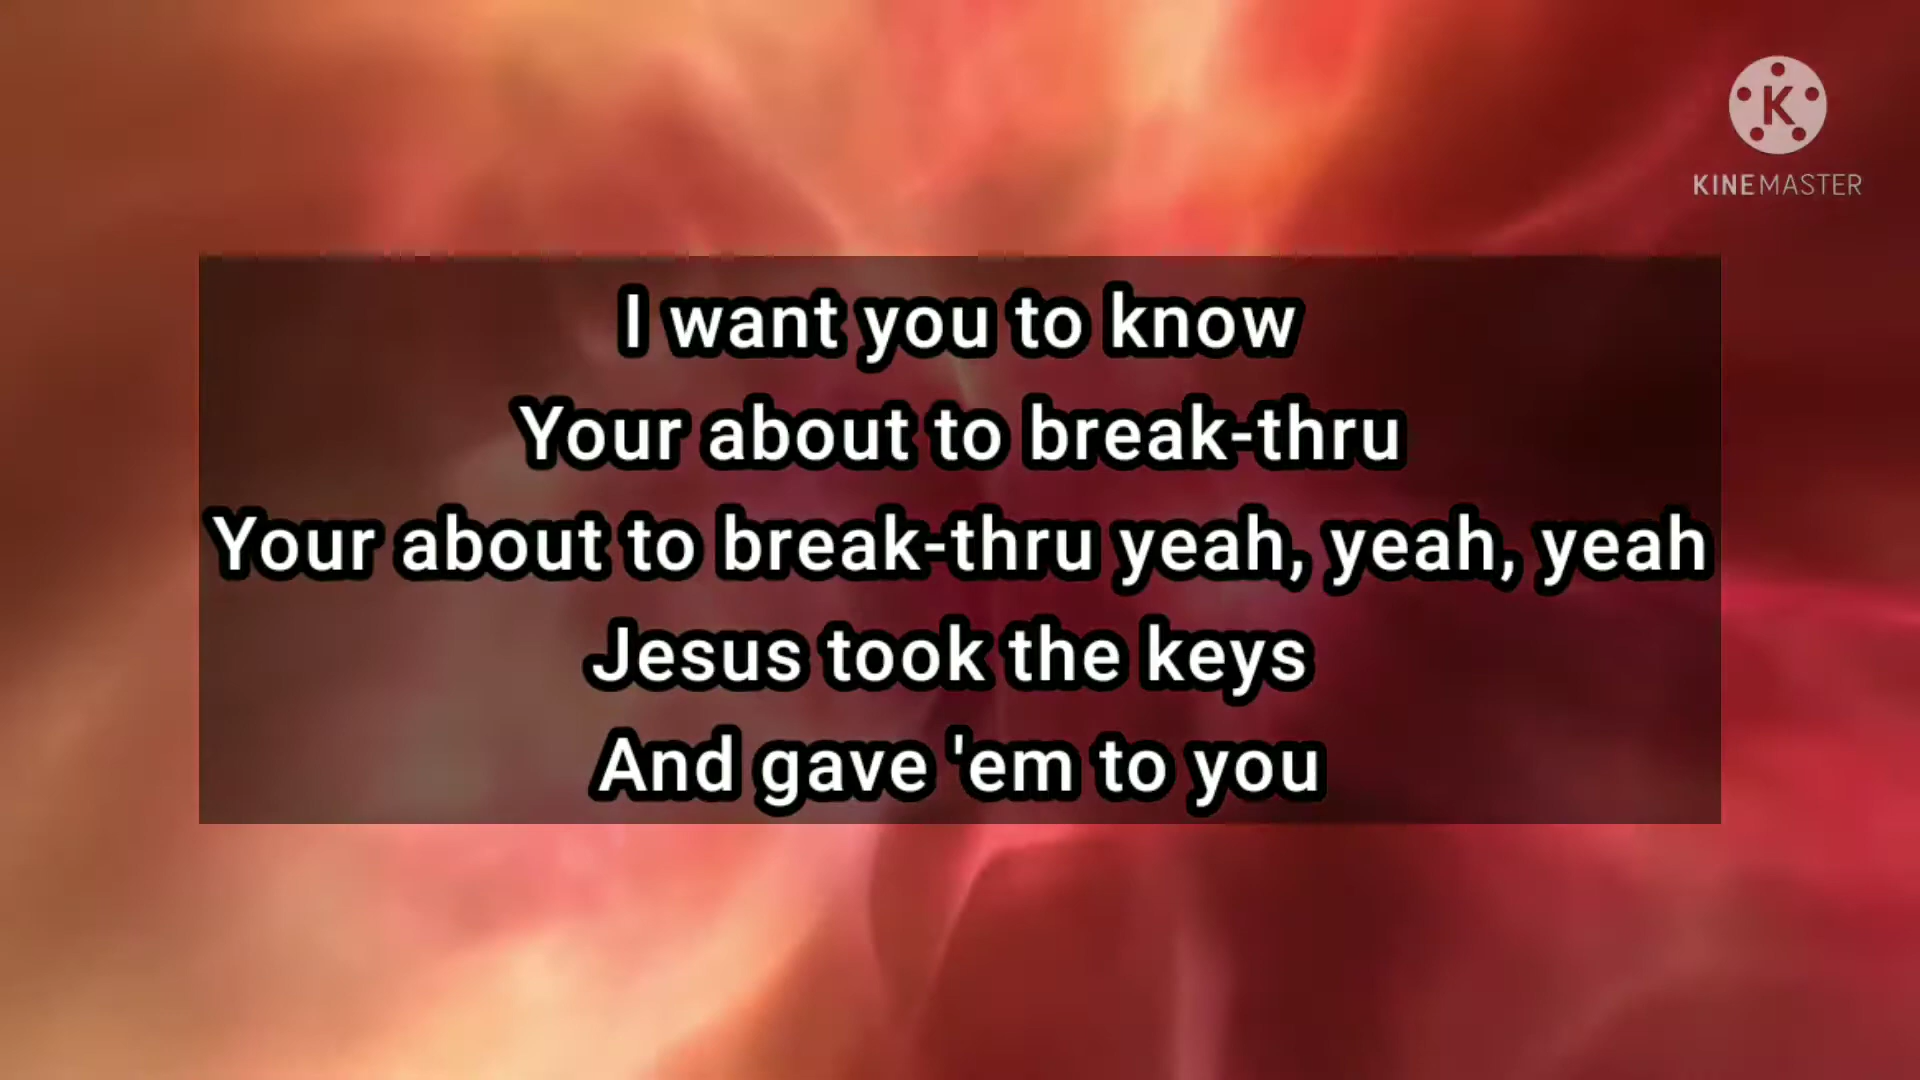 KINEMASTER
I want you to know
Your about to break-thru
Your about to break-thru yeah, yeah, yeah
Jesus took the keys
And gave 'em to you